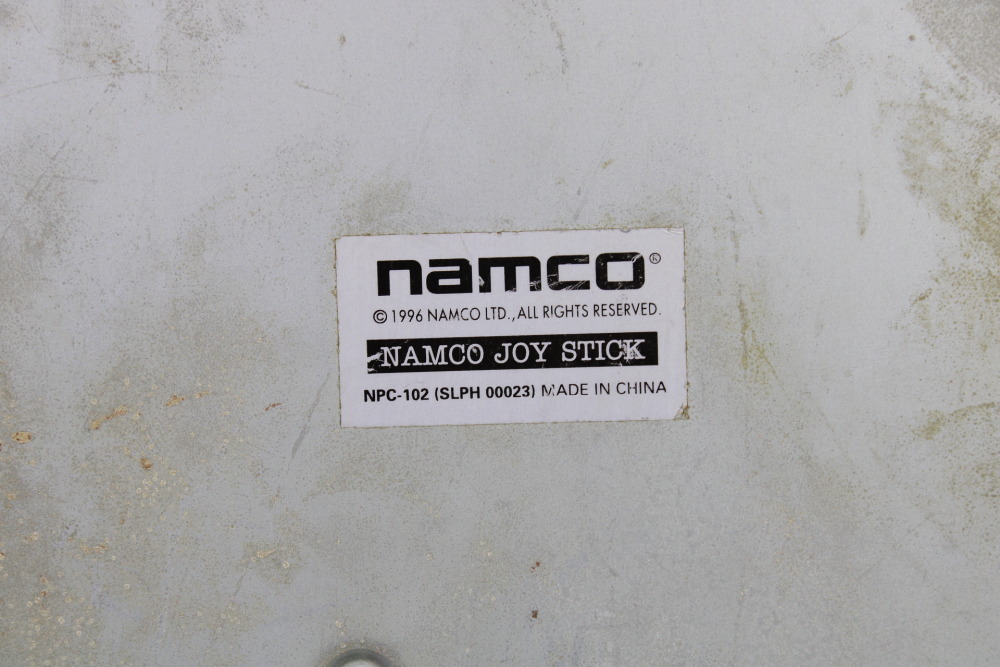 namco®
© 1996 NAMCO LTD., ALL RIGHTS RESERVED.
NAMCO JOY STICK
NPC-102 (SLPH 00023) MADE IN CHINA